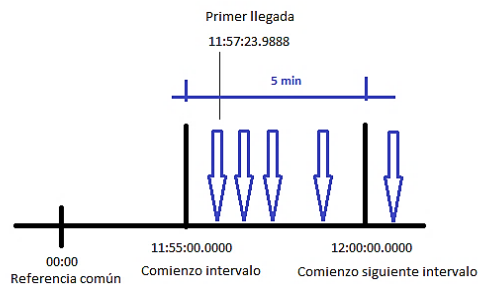 Primer llegada
11:57:23.9888
5 min
00:00
Referencia común
11:55:00.0000
Comienzo intervalo
12:00:00.0000
Comienzo siguiente intervalo